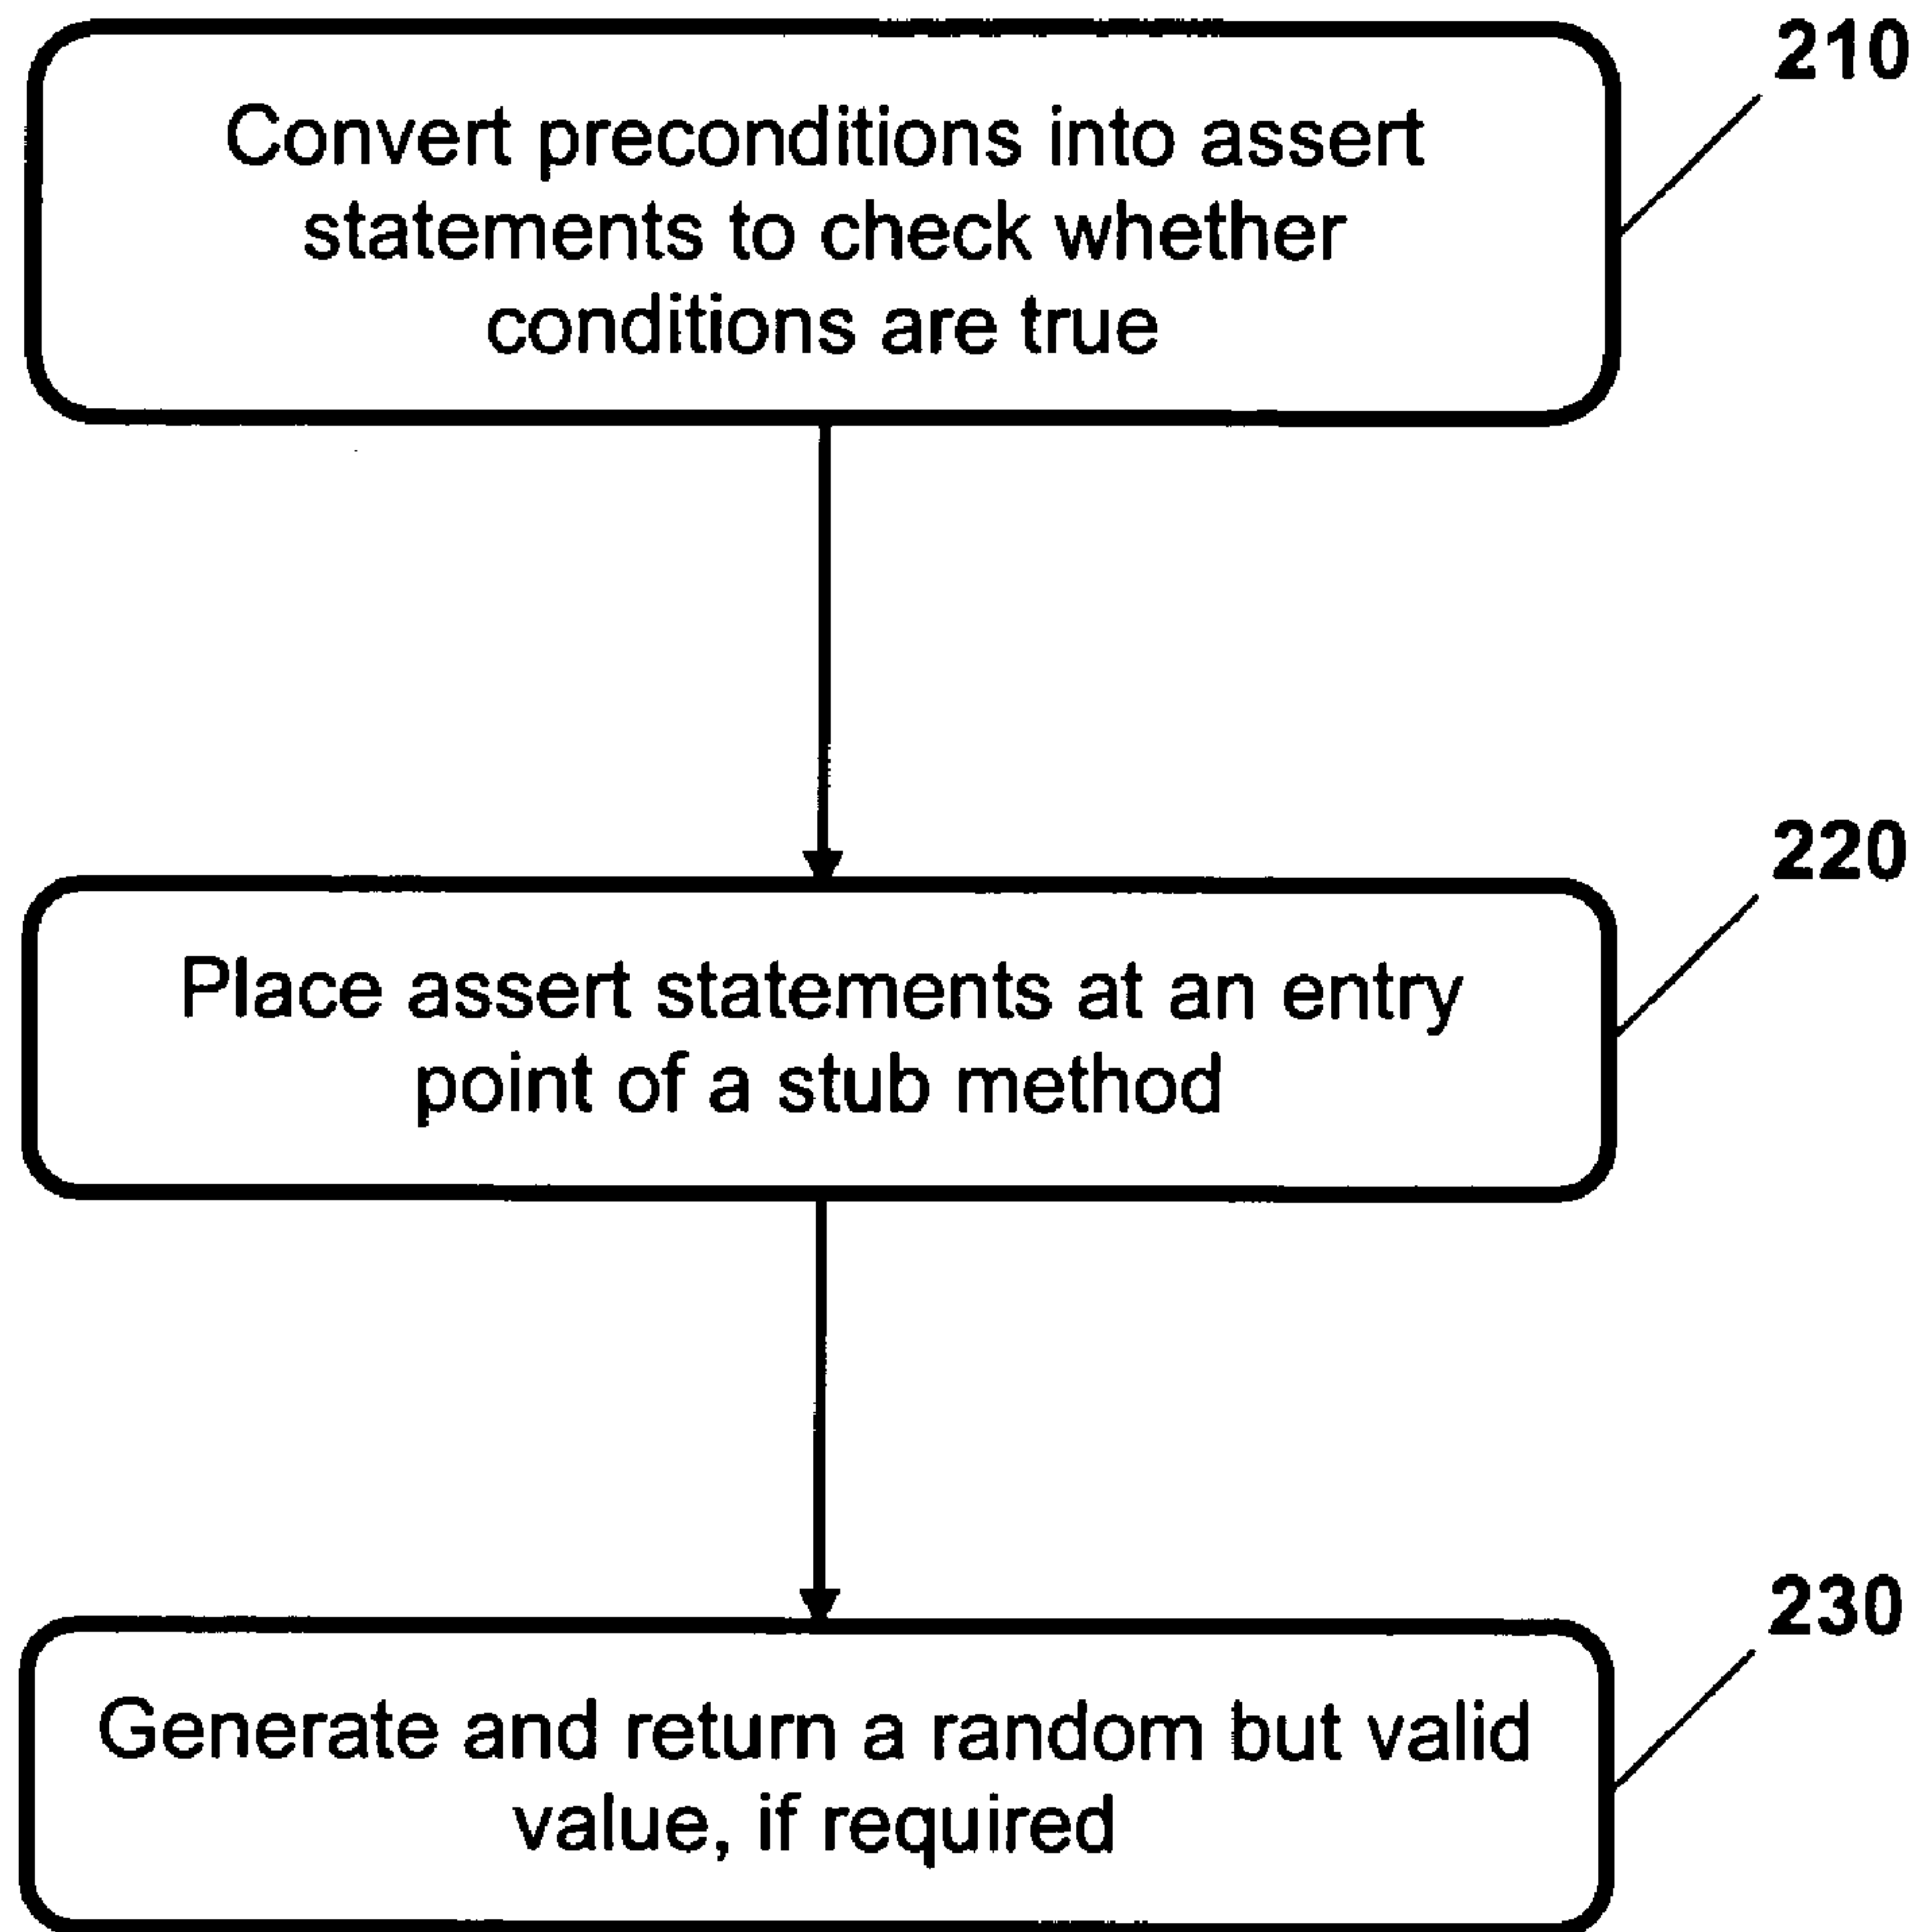 210
Convert preconditions into assert
statements to check whether
conditions are true
220
Place assert statements at an entry
point of a stub method
230
Generate and return a random but valid
value, if required